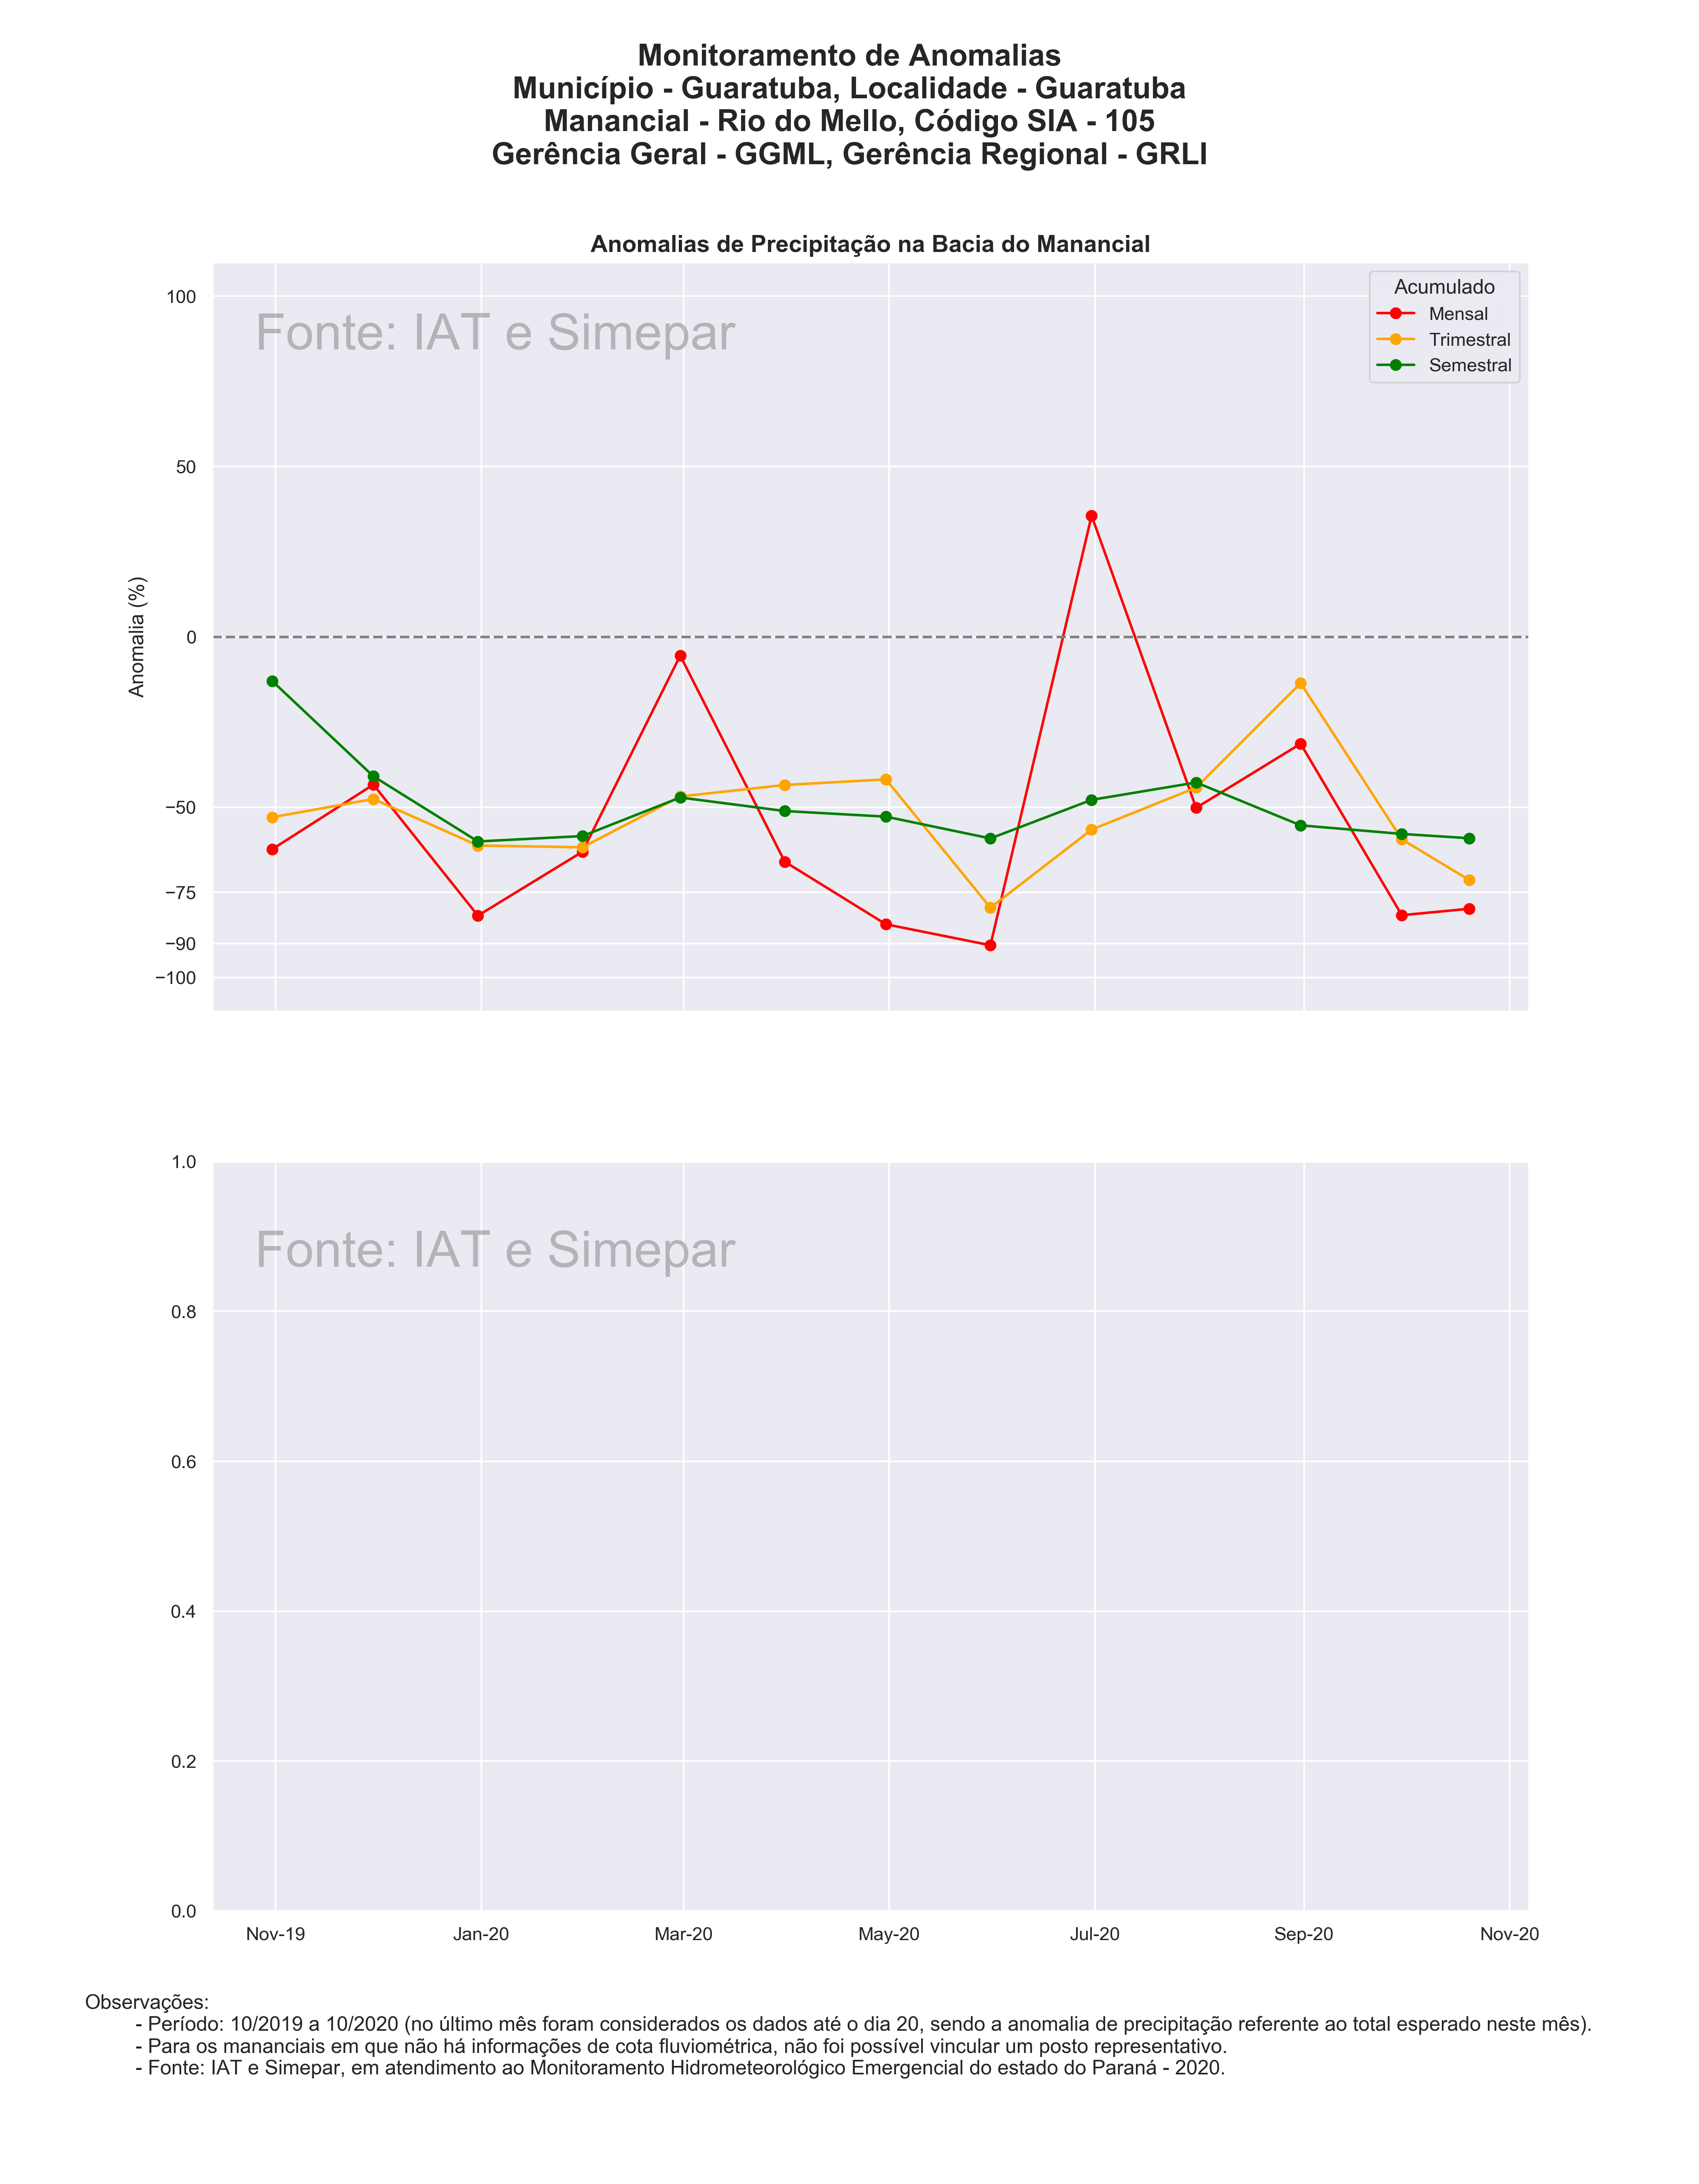 Monitoramento de Anomalias
Município - Guaratuba, Localidade - Guaratuba
Manancial - Rio do Mello, Código SIA - 105
Gerência Geral - GGML, Gerência Regional - GRLI
Anomalias de Precipitação na Bacia do Manancial
Fonte: IAT e Simepar
Acumulado
Mensal
Trimestral
Semestral
Anomalia (%)
100
50
0
−50
−75
−90
−100
Fonte: IAT e Simepar
1.0
0.8
0.6
0.4
0.2
0.0
Nov-19 Jan-20 Mar-20 May-20 Jul-20 Sep-20 Nov-20
Observações:
- Período: 10/2019 a 10/2020 (no último mês foram considerados os dados até o dia 20, sendo a anomalia de precipitação referente ao total esperado neste mês).
- Para os mananciais em que não há informações de cota fluviométrica, não foi possível vincular um posto representativo.
- Fonte: IAT e Simepar, em atendimento ao Monitoramento Hidrometeorológico Emergencial do estado do Paraná - 2020.